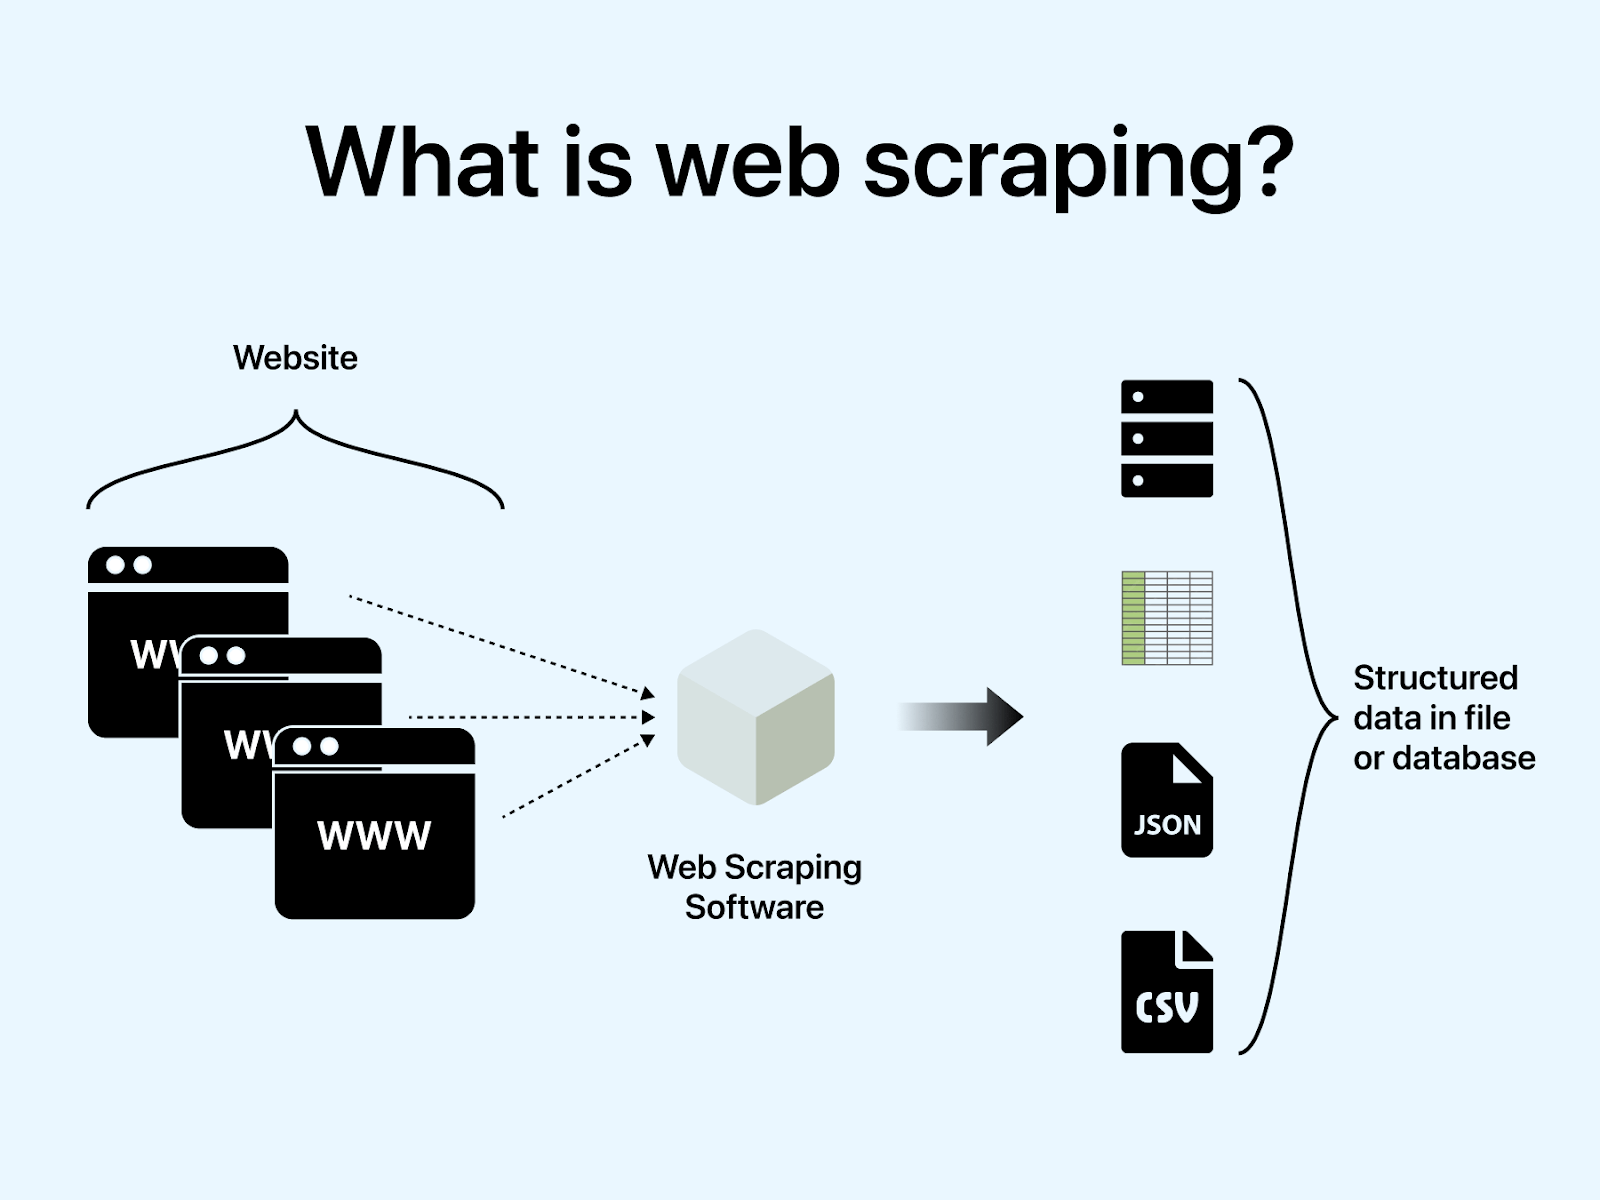 What is web scraping?
Website
WW
WW
WWW
Web Scraping
Software
JSON
CSV
Structured
data in file
or database